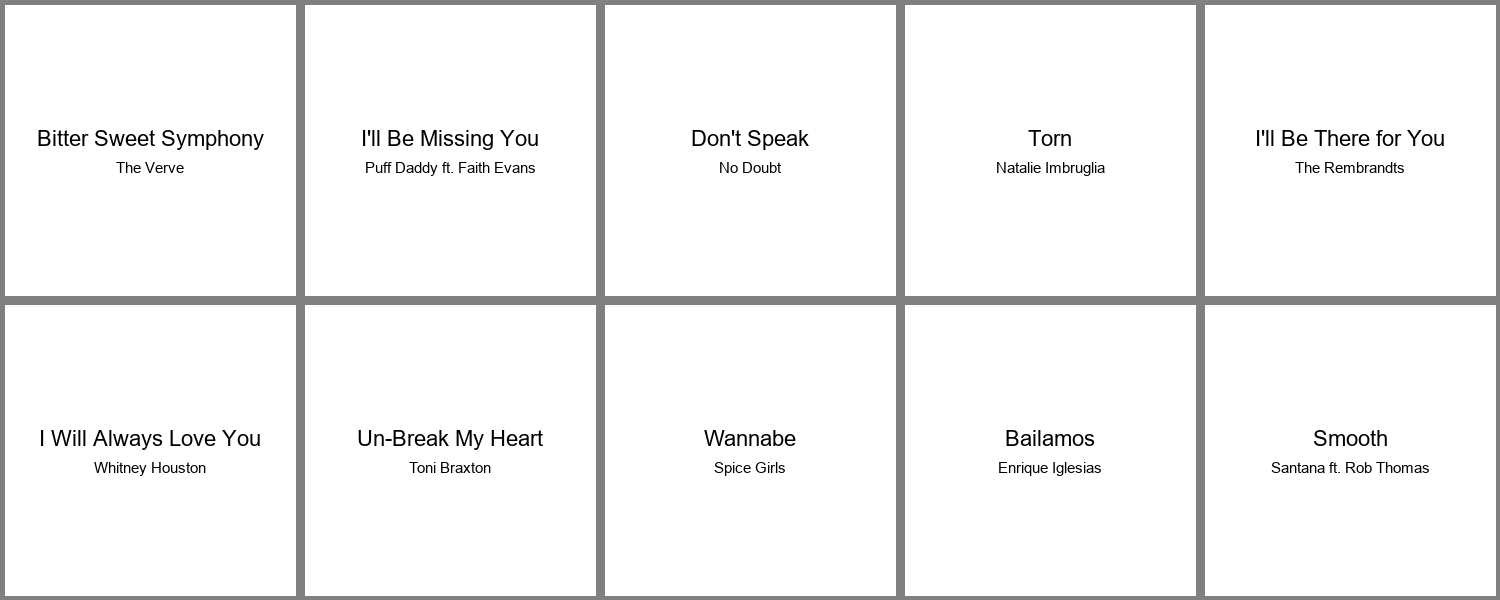 Bitter Sweet Symphony
The Verve
I'll Be Missing You
Puff Daddy ft. Faith Evans
Don't Speak
No Doubt
Torn
Natalie Imbruglia
I'll Be There for You
The Rembrandts
I Will Always Love You
Whitney Houston
Un-Break My Heart
Toni Braxton
Wannabe
Spice Girls
Bailamos
Enrique Iglesias
Smooth
Santana ft. Rob Thomas